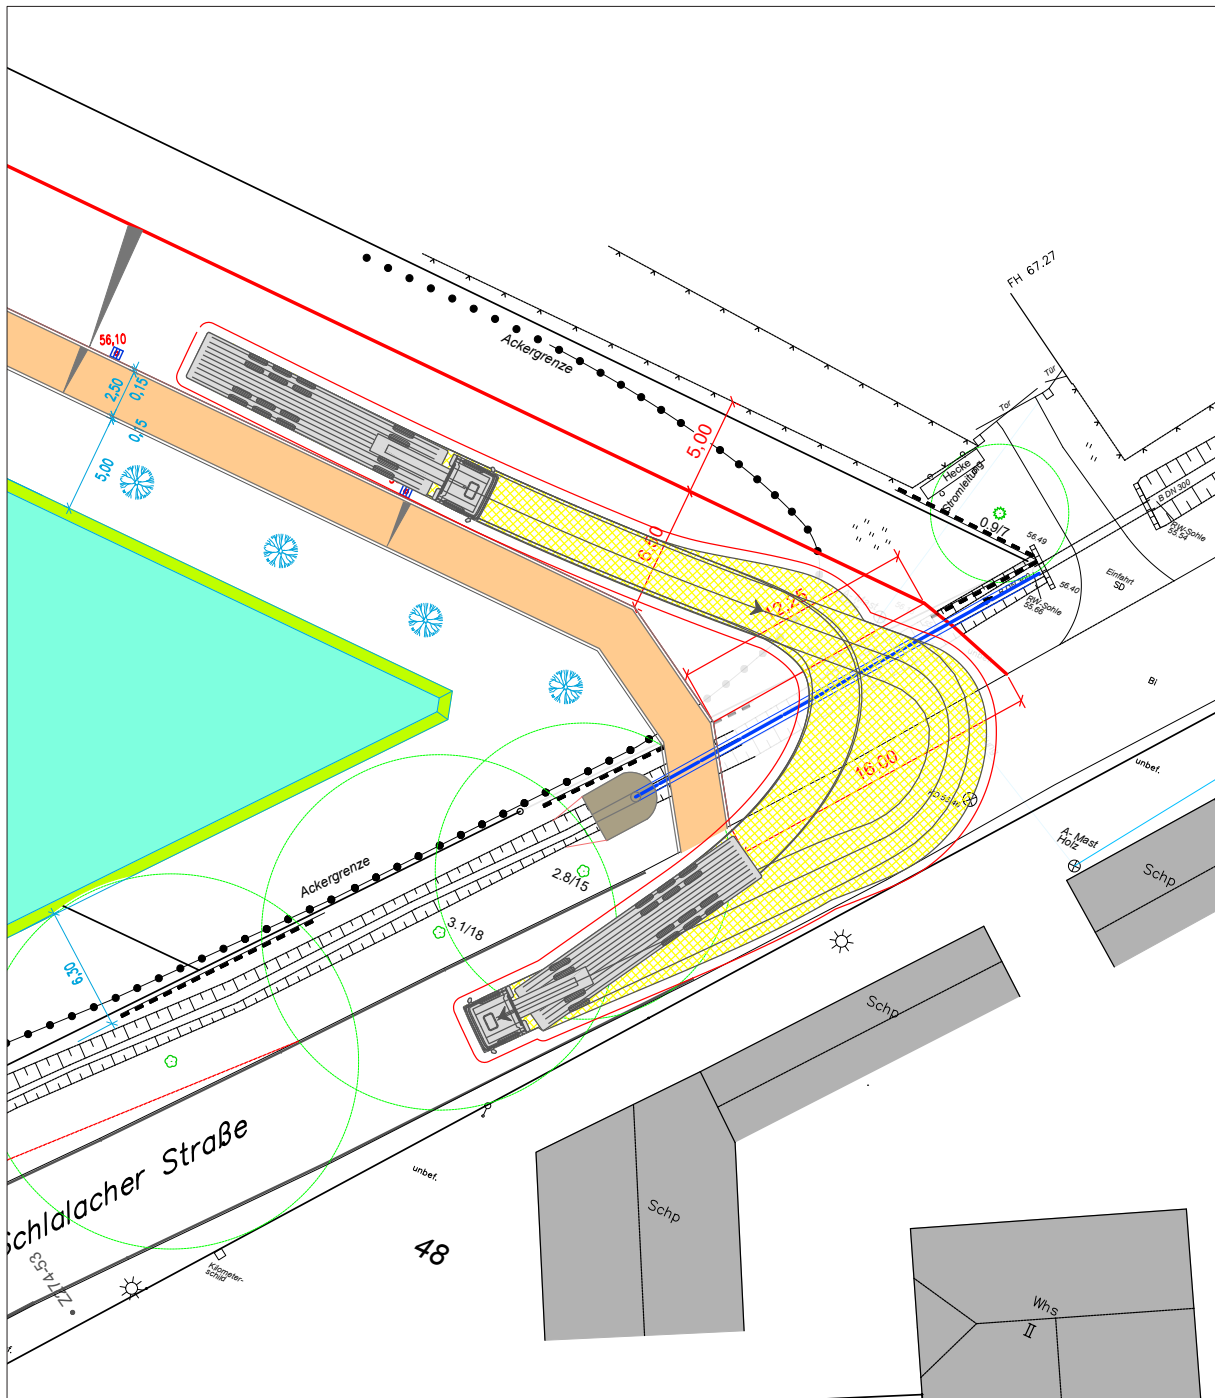 FH 67.27
Ackergrenze
56,10
2,50
0,15
0,15
5,00
5,00
6,50
12,25
16,00
Tür
Tor
Hecke
Stromleitung
0.9/7
56.49
56.40
B DN 300
RW-Sohle
55.54
RW-Sohle
55.66
Einfahrt
SD
Bi
unbef.
A- Mast
Holz
Schp
2.8/15
Ackergrenze
3.1/18
6,30
Schp
Schp
Schlalacher Straße
unbef.
48
Kilometer-
schild
Z274-53
Whs
II